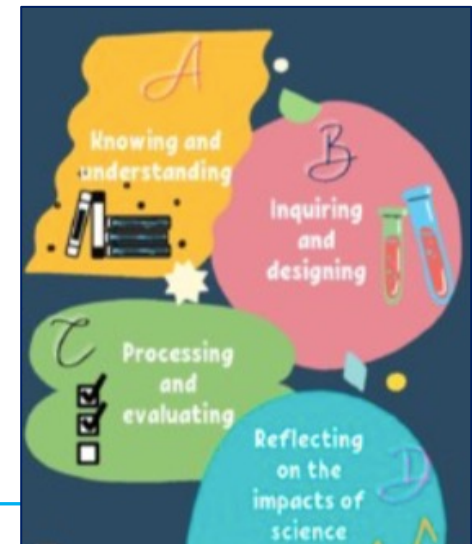 A
Knowing and
understanding
B
Inquiring
and
designing
C
Processing
and
evaluating
D
Reflecting
on the
impacts of
science